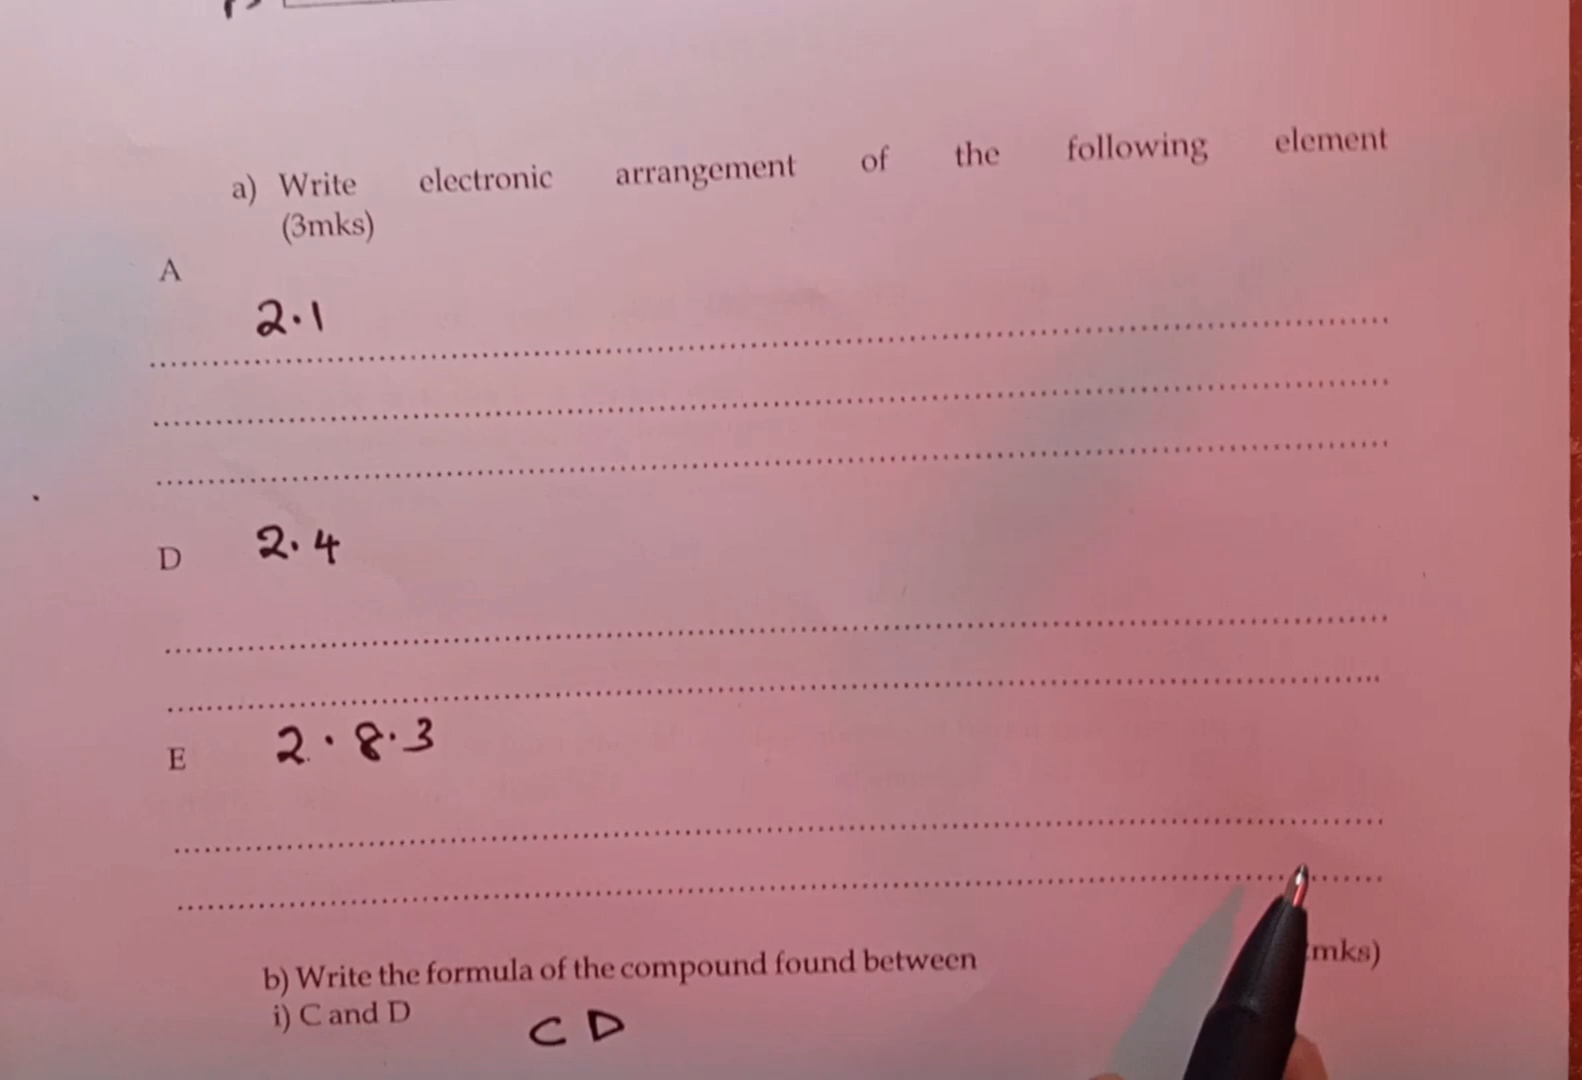 a) Write electronic arrangement of the following element
(3mks)
A
2.1
D 2.4
E 2.8.3
b) Write the formula of the compound found between mks)
i) C and D C D